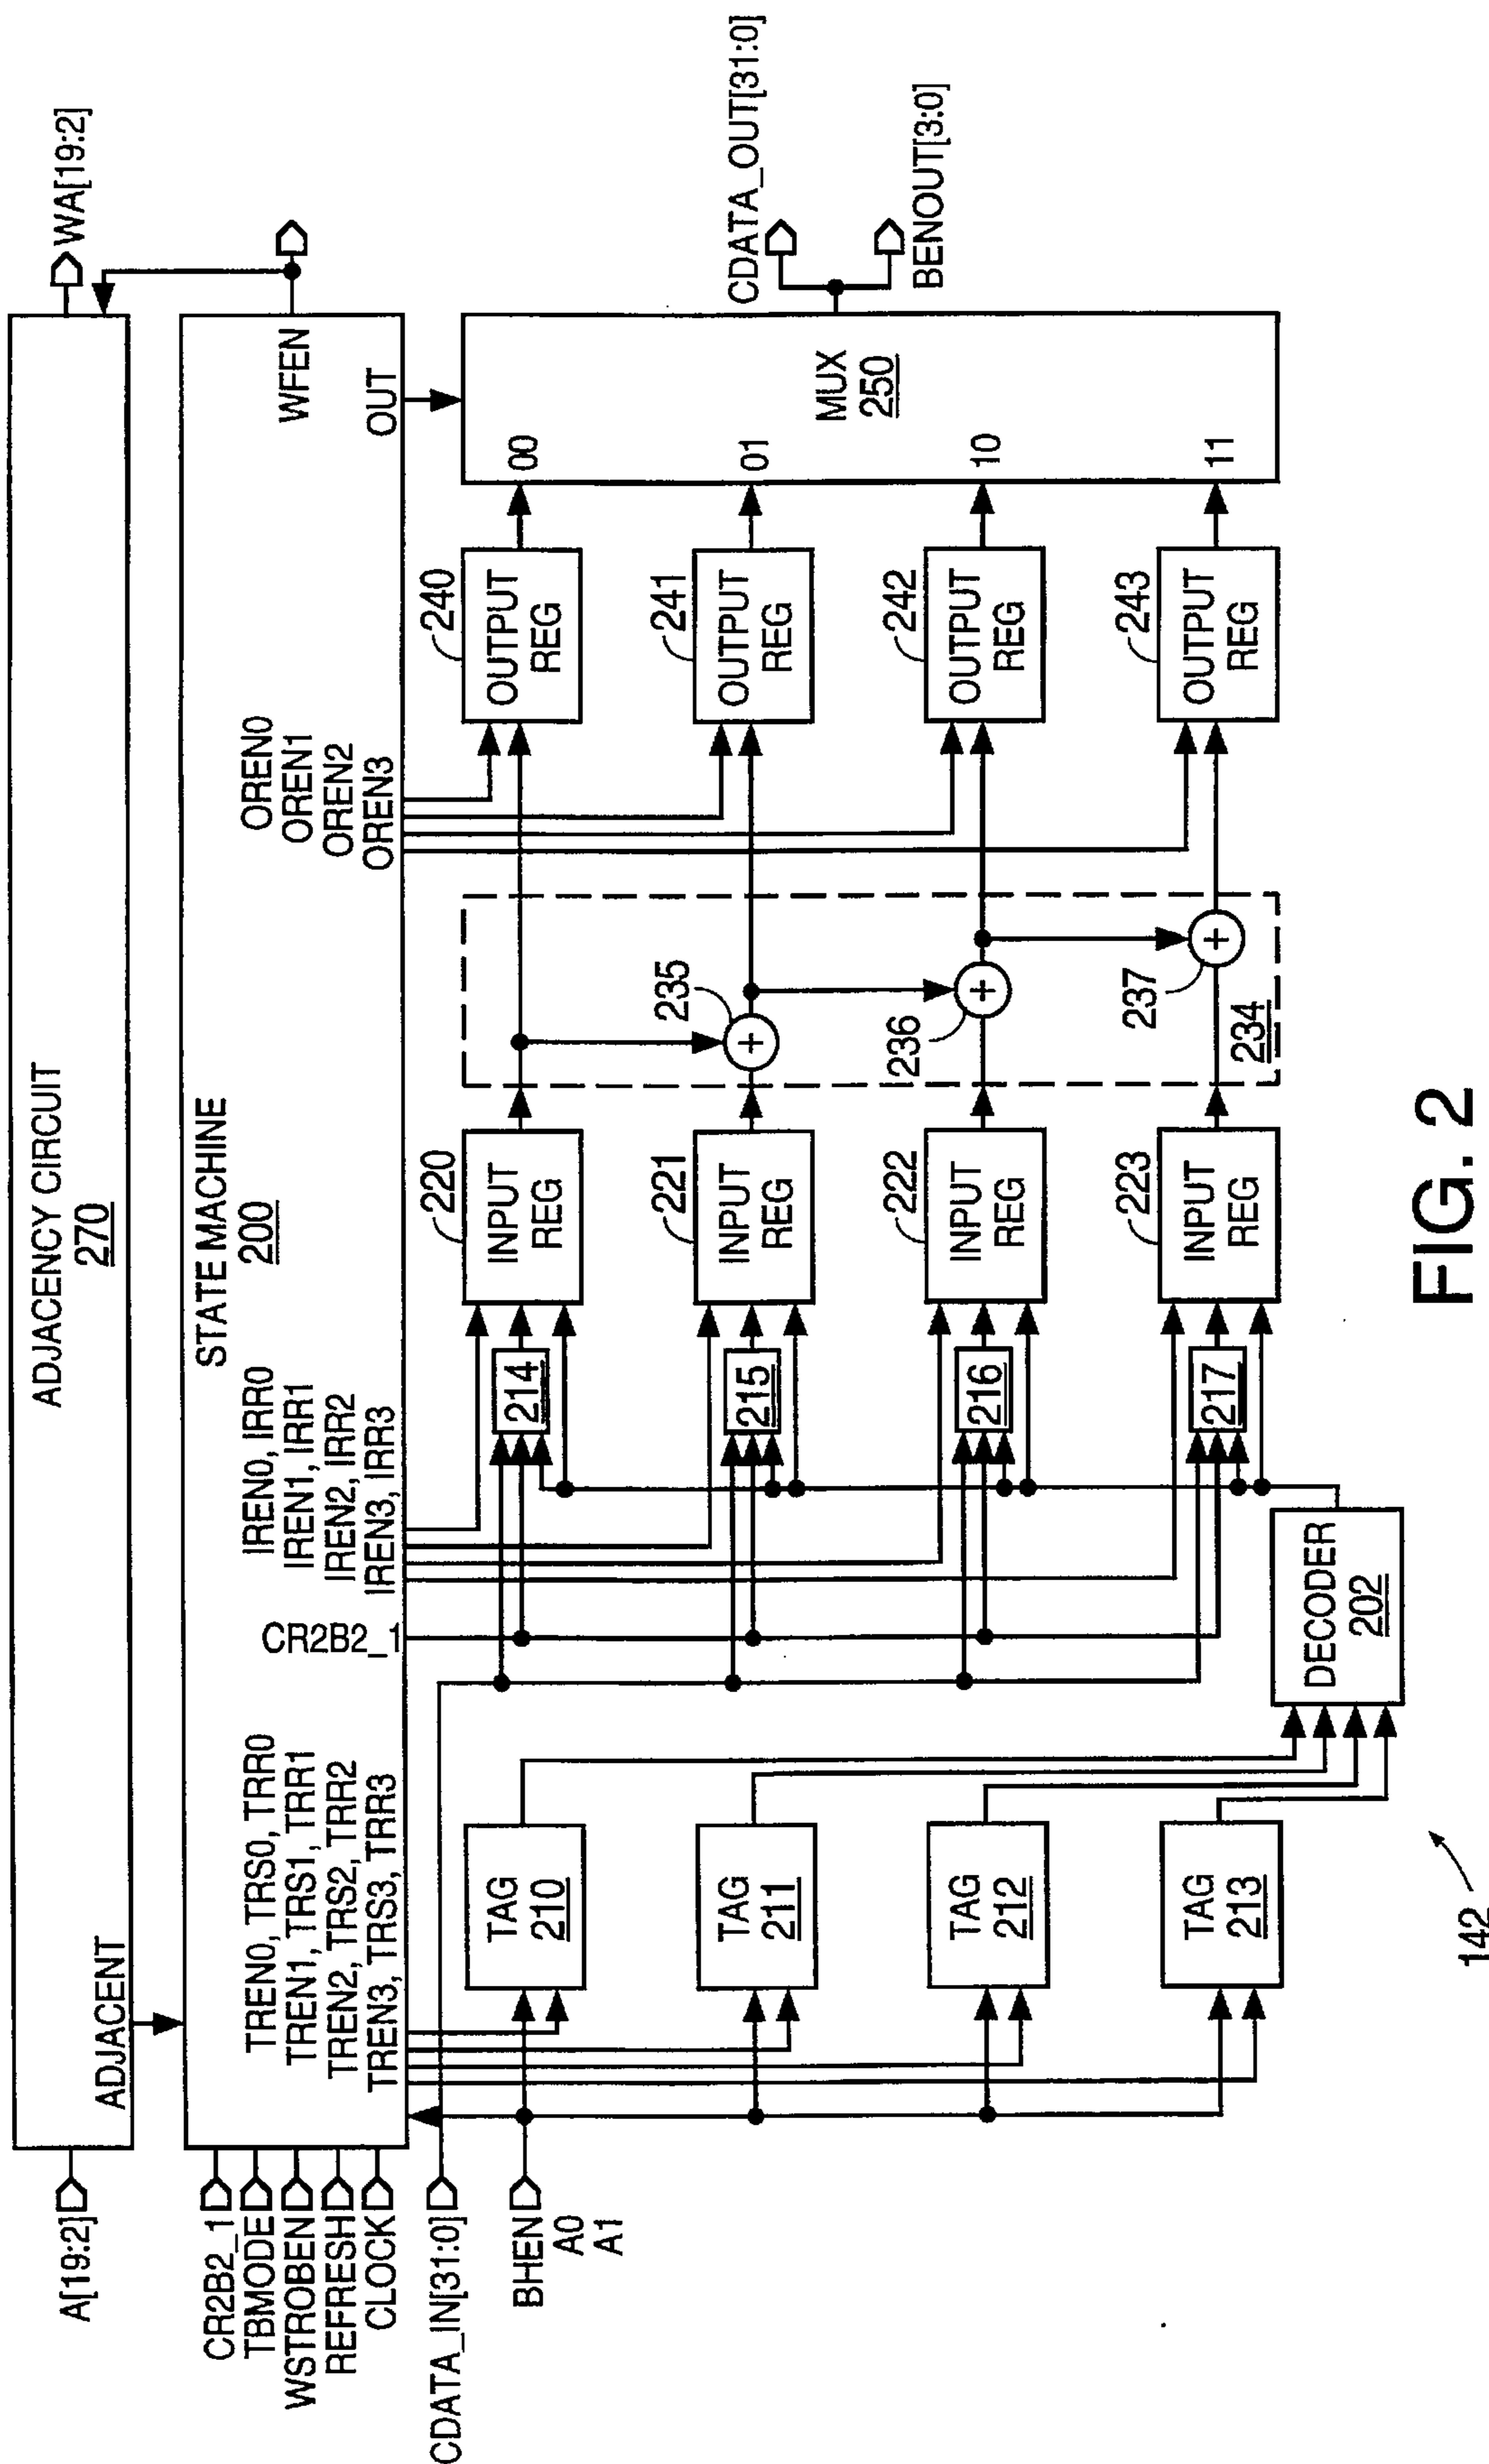 A[19:2]
ADJACENT
ADJACENCY CIRCUIT
270
WA[19:2]
CR2B2_1
TBMODE
WSTROBEN
REFRESH
CLOCK
STATE MACHINE
200
TREN0, TRS0, TRR0
TREN1, TRS1, TRR1
TREN2, TRS2, TRR2
TREN3, TRS3, TRR3
CR2B2_1
IREN0, IRR0
IREN1, IRR1
IREN2, IRR2
IREN3, IRR3
OREN0
OREN1
OREN2
OREN3
WFEN
OUT
CDATA_IN[31:0]
BHEN
A0
A1
TAG
210
214
220
INPUT
REG
240
OUTPUT
REG
00
TAG
211
215
221
INPUT
REG
235
+
241
OUTPUT
REG
01
TAG
212
216
222
INPUT
REG
236
+
242
OUTPUT
REG
10
TAG
213
217
223
INPUT
REG
237
+
234
243
OUTPUT
REG
11
MUX
250
CDATA_OUT[31:0]
BENOUT[3:0]
DECODER
202
142
FIG. 2